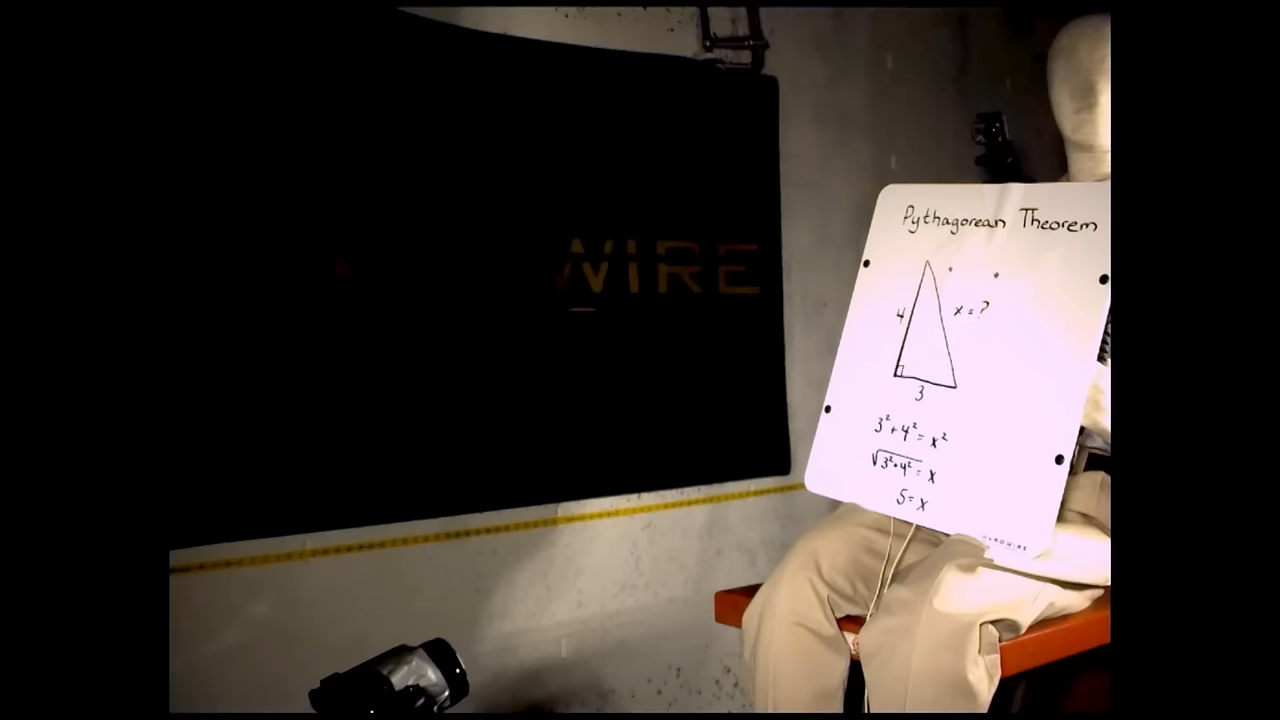 WIRE
Pythagorean Theorem
4
x = ?
3
3² + 4² = x²
√3²+4² = x
5 = x